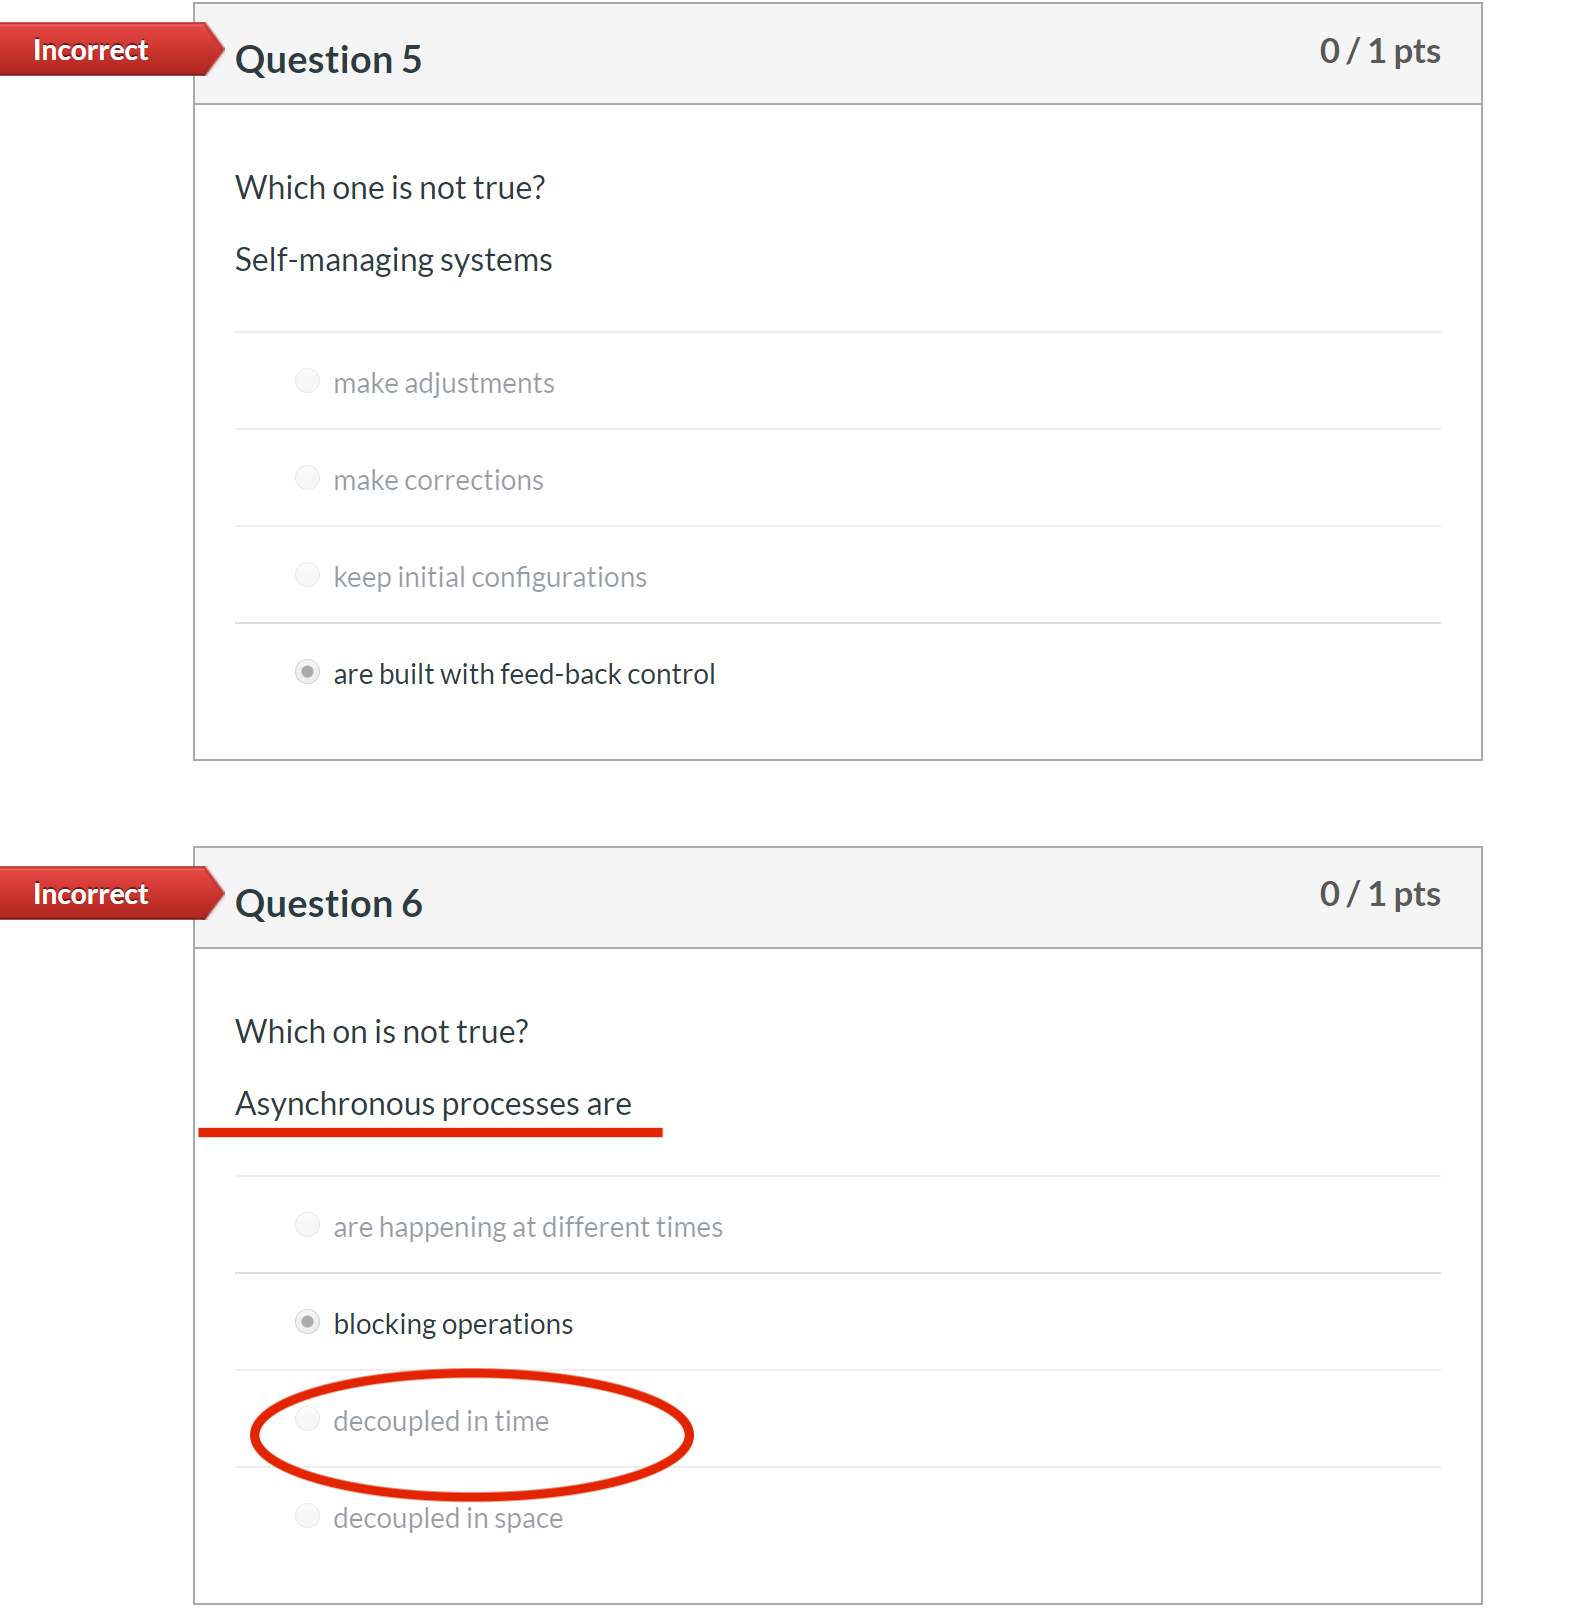 Incorrect
Question 5
0 / 1 pts
Which one is not true?
Self-managing systems
make adjustments
make corrections
keep initial configurations
are built with feed-back control
Incorrect
Question 6
0 / 1 pts
Which on is not true?
Asynchronous processes are
are happening at different times
blocking operations
decoupled in time
decoupled in space